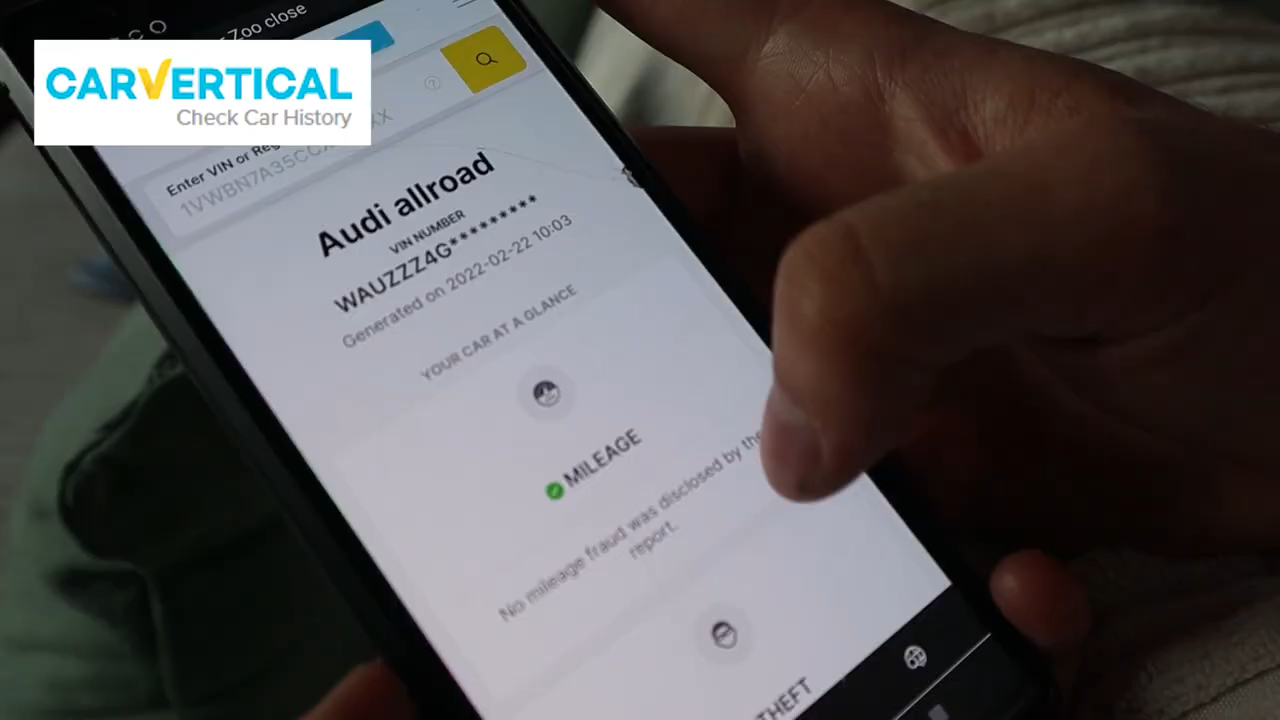 Zoo close
CARVERTICAL
Check Car History
Enter VIN or Reg
1VWBN7A35CC
Audi allroad
VIN NUMBER
WAUZZZ4G*********
Generated on 2022-02-22 10:03
YOUR CAR AT A GLANCE
MILEAGE
No mileage fraud was disclosed by the
report.
THEFT